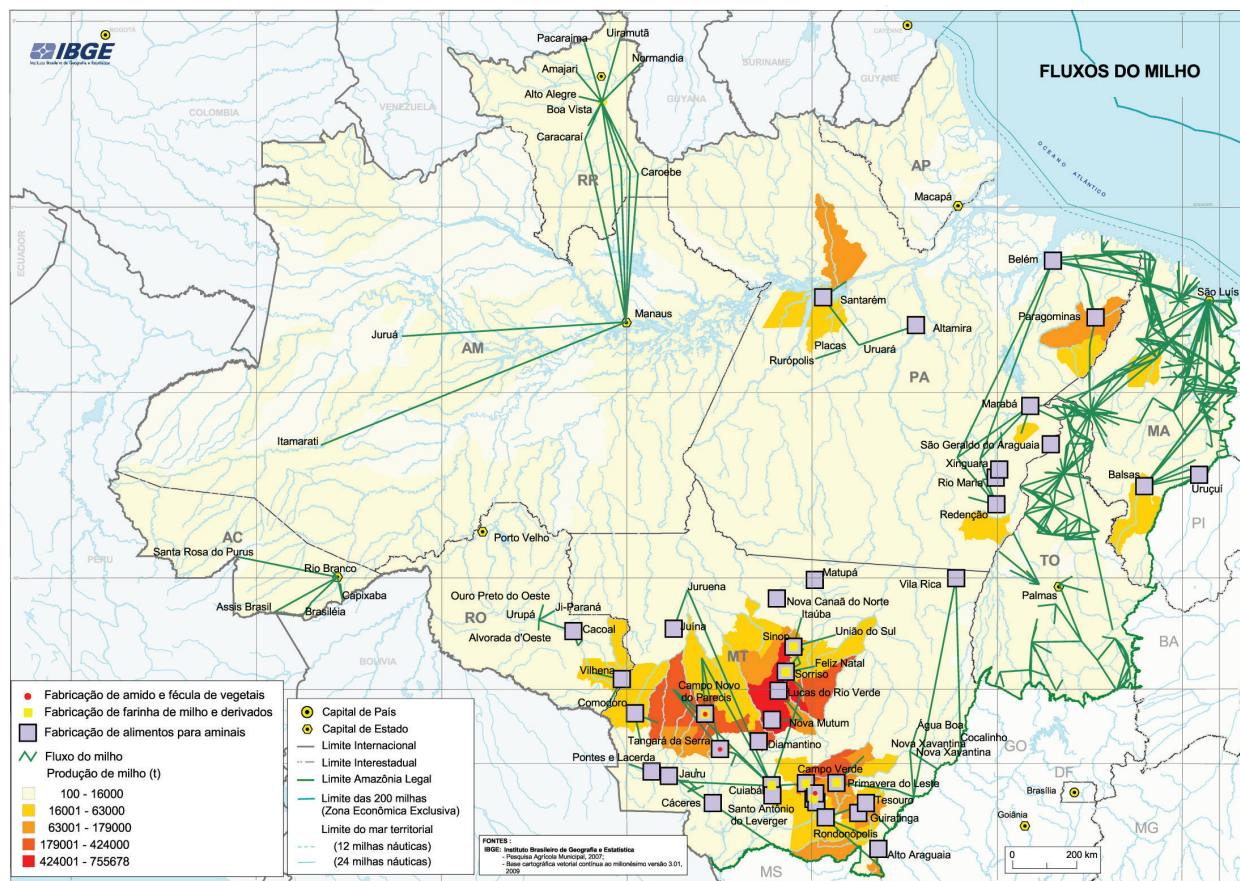 BOGOTÁ
IBGE
Instituto Brasileiro de Geografia e Estatística
COLOMBIA
VENEZUELA
GUYANA
SURINAME
CAYENNE
GUYANE
FLUXOS DO MILHO
OCEANO ATLÂNTICO
ECUADOR
PERU
BOLIVIA
Pacaraima
Uiramutã
Normandia
Amajari
Alto Alegre
Boa Vista
Caracaraí
Caroebe
RR
AP
Macapá
Belém
São Luís
Manaus
Juruá
AM
Itamarati
Santarém
Altamira
Placas
Uruará
Rurópolis
PA
Paragominas
Marabá
São Geraldo do Araguaia
MA
Xinguara
Rio Maria
Redenção
Balsas
Uruçuí
PI
AC
Santa Rosa do Purus
Rio Branco
Capixaba
Assis Brasil
Brasiléia
Porto Velho
Ouro Preto do Oeste
Urupá
Ji-Paraná
RO
Alvorada d'Oeste
Cacoal
Vilhena
Juruena
Juína
Matupá
Nova Canaã do Norte
Itaúba
Sinop
União do Sul
Feliz Natal
Sorriso
MT
Lucas do Rio Verde
Campo Novo
do Parecis
Nova Mutum
Comodoro
Tangará da Serra
Diamantino
Vila Rica
TO
Palmas
BA
Água Boa
Cocalinho
Nova Xavantina
Nova Xavantina
GO
DF
Brasília
Goiânia
MG
Pontes e Lacerda
Jauru
Cáceres
Cuiabá
Campo Verde
Primavera do Leste
Santo Antônio
do Leverger
Tesouro
Guiratinga
Rondonópolis
Alto Araguaia
MS
Fabricação de amido e fécula de vegetais
Fabricação de farinha de milho e derivados
Fabricação de alimentos para aminais
Fluxo do milho
Produção de milho (t)
100 - 16000
16001 - 63000
63001 - 179000
179001 - 424000
424001 - 755678
Capital de País
Capital de Estado
Limite Internacional
Limite Interestadual
Limite Amazônia Legal
Limite das 200 milhas
(Zona Econômica Exclusiva)
Limite do mar territorial
(12 milhas náuticas)
(24 milhas náuticas)
FONTES :
IBGE: Instituto Brasileiro de Geografia e Estatística
- Pesquisa Agrícola Municipal, 2007;
- Base cartográfica vetorial contínua ao milionésimo versão 3.01,
2009
0 200 km